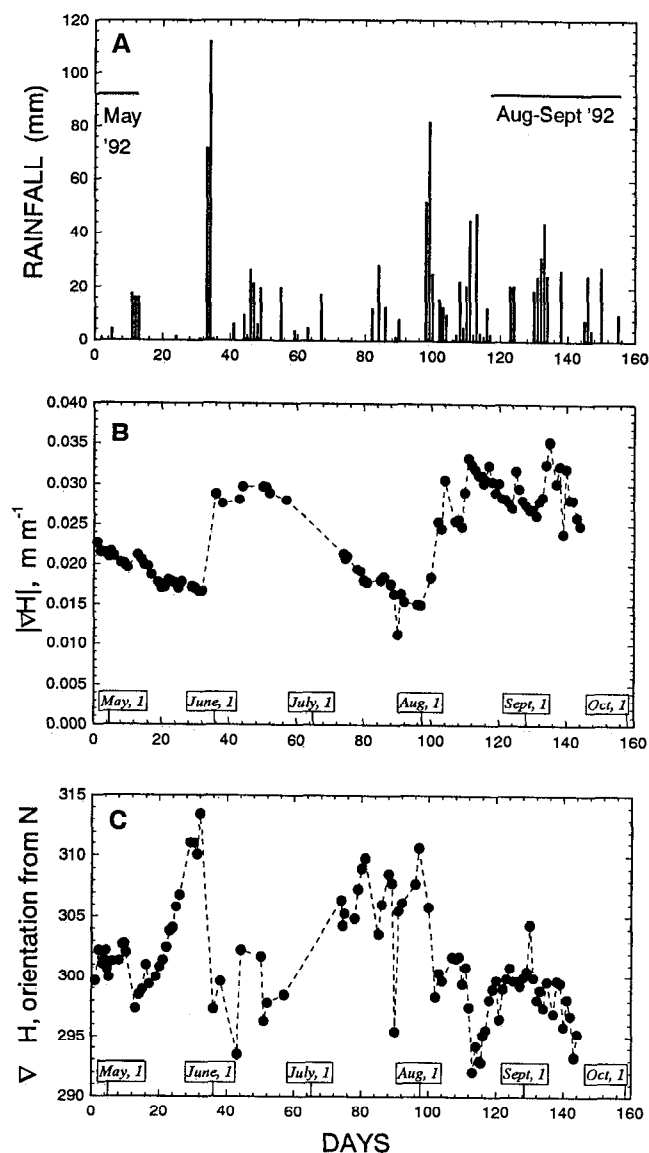 A
RAINFALL (mm)
120
100
80
60
40
20
0
May
'92
Aug-Sept '92
0 20 40 60 80 100 120 140 160
B
|∇H|, m m⁻¹
0.040
0.035
0.030
0.025
0.020
0.015
0.010
0.005
0.000
May, 1 June, 1 July, 1 Aug, 1 Sept, 1 Oct, 1
0 20 40 60 80 100 120 140 160
C
∇ H, orientation from N
315
310
305
300
295
290
May, 1 June, 1 July, 1 Aug, 1 Sept, 1 Oct, 1
0 20 40 60 80 100 120 140 160
DAYS